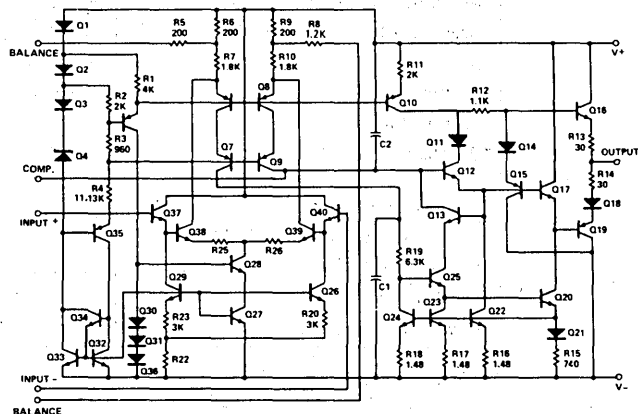 Q1
R5
200
R6
200
R9
200
R8
1.2K
BALANCE
V+
Q2
R2
2K
R1
4K
R7
1.8K
R10
1.8K
Q8
R11
2K
Q10
R12
1.1K
Q16
Q3
R3
960
Q4
C2
Q11
Q14
R13
30
OUTPUT
COMP.
Q7
Q9
Q12
Q15
Q17
R14
30
Q18
R4
11.13K
Q13
Q19
INPUT +
Q37
Q38
Q39
Q40
Q35
R25
R26
R19
6.3K
Q25
Q28
Q29
Q26
C1
Q20
Q34
Q30
R23
3K
Q27
R20
3K
Q24
Q23
Q22
Q21
Q31
Q33
Q32
Q36
R22
R18
1.48
R17
1.48
R16
1.48
R15
740
INPUT -
V-
BALANCE